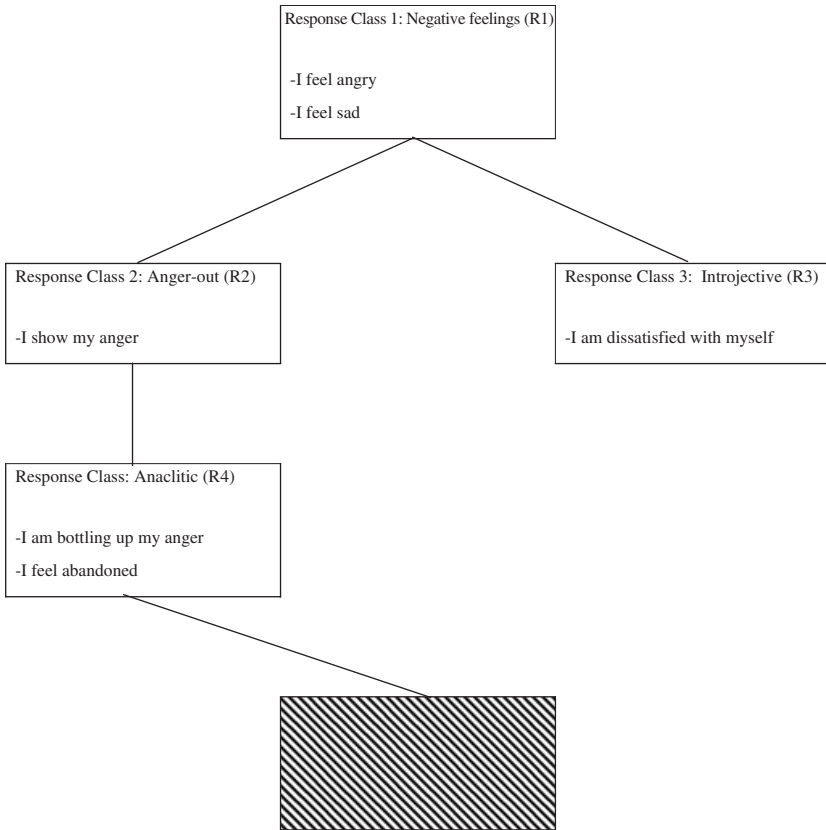 Response Class 1: Negative feelings (R1)
-I feel angry
-I feel sad
Response Class 2: Anger-out (R2)
-I show my anger
Response Class 3:  Introjective (R3)
-I am dissatisfied with myself
Response Class: Anaclitic (R4)
-I am bottling up my anger
-I feel abandoned